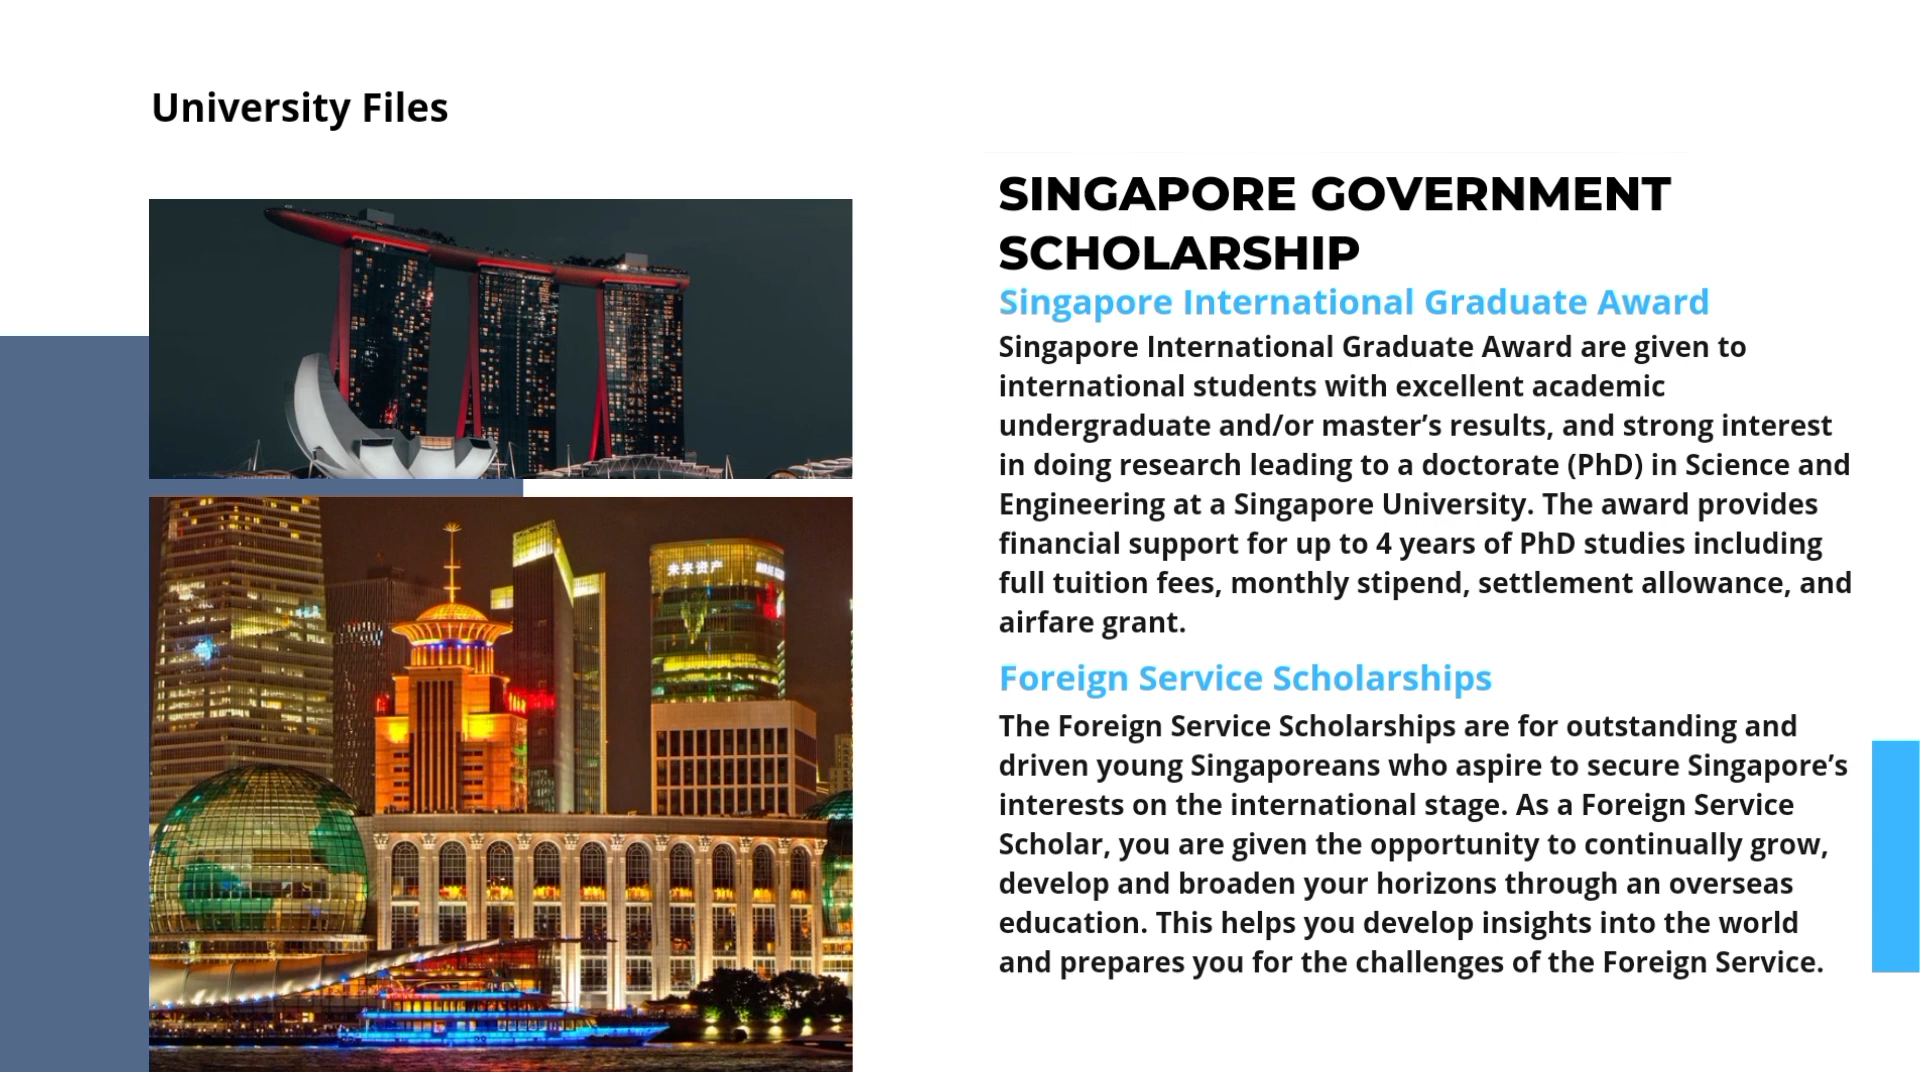 University Files
SINGAPORE GOVERNMENT
SCHOLARSHIP
Singapore International Graduate Award
Singapore International Graduate Award are given to
international students with excellent academic
undergraduate and/or master’s results, and strong interest
in doing research leading to a doctorate (PhD) in Science and
Engineering at a Singapore University. The award provides
financial support for up to 4 years of PhD studies including
full tuition fees, monthly stipend, settlement allowance, and
airfare grant.
Foreign Service Scholarships
The Foreign Service Scholarships are for outstanding and
driven young Singaporeans who aspire to secure Singapore’s
interests on the international stage. As a Foreign Service
Scholar, you are given the opportunity to continually grow,
develop and broaden your horizons through an overseas
education. This helps you develop insights into the world
and prepares you for the challenges of the Foreign Service.
未来资产